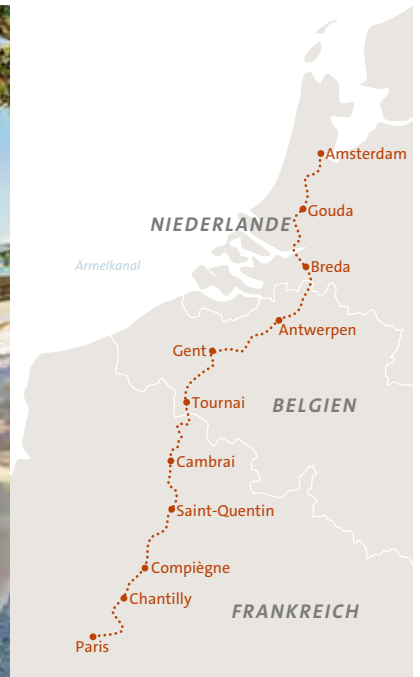 Amsterdam
Gouda
NIEDERLANDE
Ärmelkanal
Breda
Antwerpen
Gent
Tournai
BELGIEN
Cambrai
Saint-Quentin
Compiègne
Chantilly
FRANKREICH
Paris